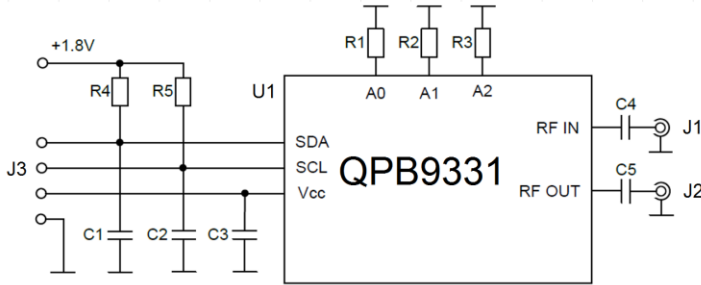 +1.8V
R1
R2
R3
R4
R5
U1
A0
A1
A2
C4
J1
SDA
RF IN
J3
SCL
QPB9331
Vcc
RF OUT
C5
J2
C1
C2
C3